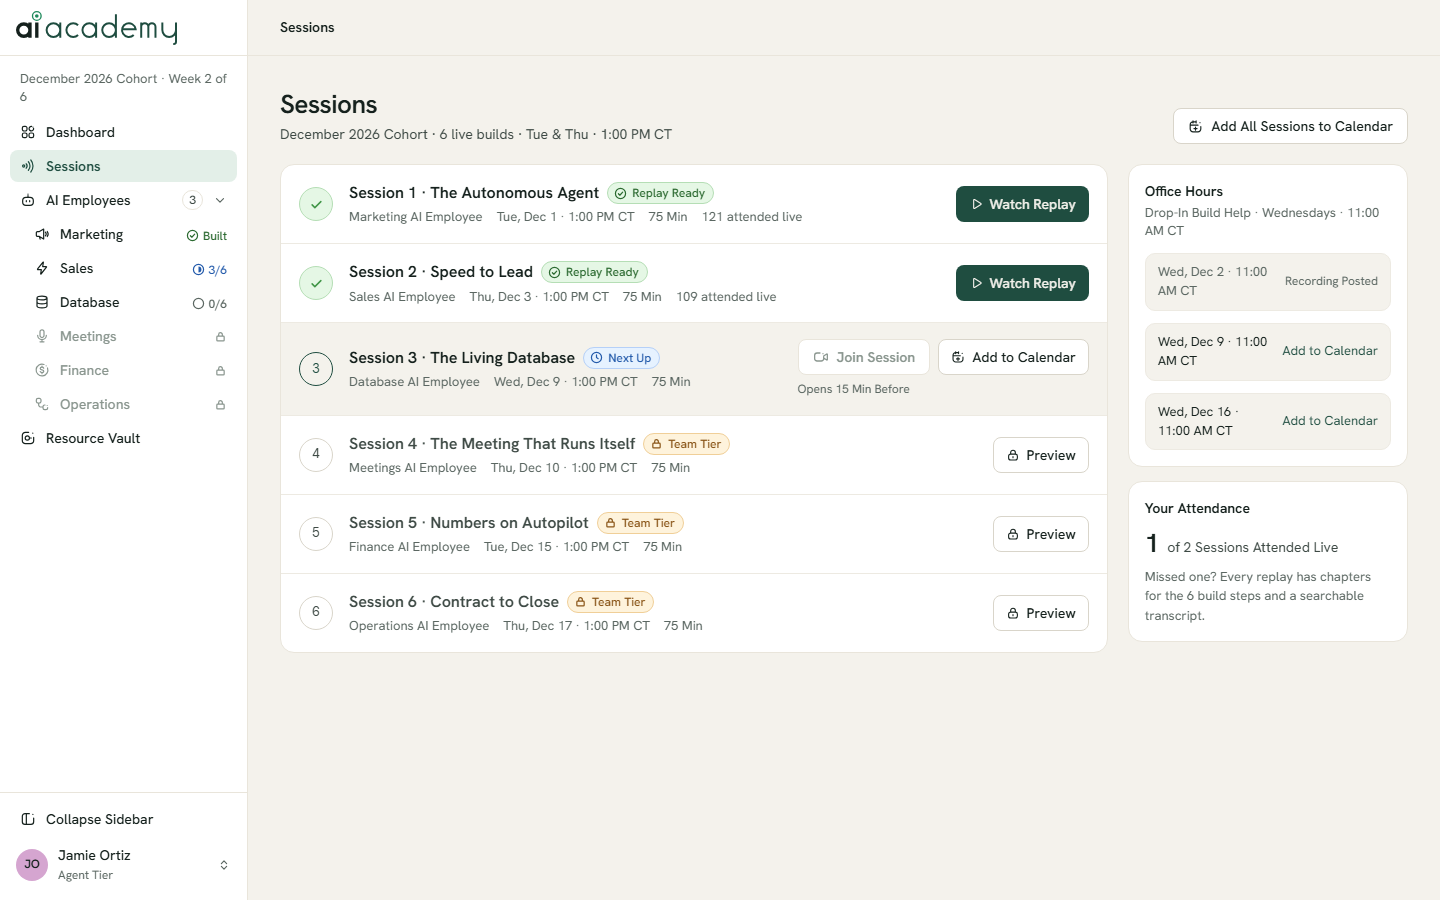 ai academy
December 2026 Cohort · Week 2 of
6
Dashboard
Sessions
AI Employees 3
Marketing Built
Sales 3/6
Database 0/6
Meetings
Finance
Operations
Resource Vault
Collapse Sidebar
JO
Jamie Ortiz
Agent Tier
Sessions
Sessions
December 2026 Cohort · 6 live builds · Tue & Thu · 1:00 PM CT
Add All Sessions to Calendar
Session 1 · The Autonomous Agent Replay Ready
Marketing AI Employee Tue, Dec 1 · 1:00 PM CT 75 Min 121 attended live
Watch Replay
Session 2 · Speed to Lead Replay Ready
Sales AI Employee Thu, Dec 3 · 1:00 PM CT 75 Min 109 attended live
Watch Replay
3
Session 3 · The Living Database Next Up
Database AI Employee Wed, Dec 9 · 1:00 PM CT 75 Min
Join Session Add to Calendar
Opens 15 Min Before
4
Session 4 · The Meeting That Runs Itself Team Tier
Meetings AI Employee Thu, Dec 10 · 1:00 PM CT 75 Min
Preview
5
Session 5 · Numbers on Autopilot Team Tier
Finance AI Employee Tue, Dec 15 · 1:00 PM CT 75 Min
Preview
6
Session 6 · Contract to Close Team Tier
Operations AI Employee Thu, Dec 17 · 1:00 PM CT 75 Min
Preview
Office Hours
Drop-In Build Help · Wednesdays · 11:00
AM CT
Wed, Dec 2 · 11:00
AM CT
Recording Posted
Wed, Dec 9 · 11:00
AM CT
Add to Calendar
Wed, Dec 16 ·
11:00 AM CT
Add to Calendar
Your Attendance
1 of 2 Sessions Attended Live
Missed one? Every replay has chapters
for the 6 build steps and a searchable
transcript.